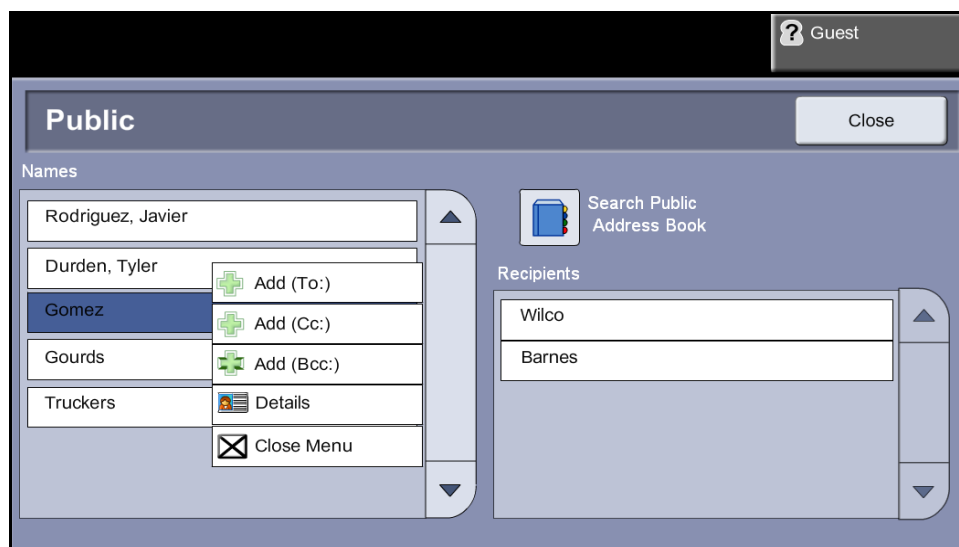 Guest
Public
Close
Names
Rodriguez, Javier
Durden, Tyler
Gomez
Gourds
Truckers
Add (To:)
Add (Cc:)
Add (Bcc:)
Details
Close Menu
Search Public
Address Book
Recipients
Wilco
Barnes